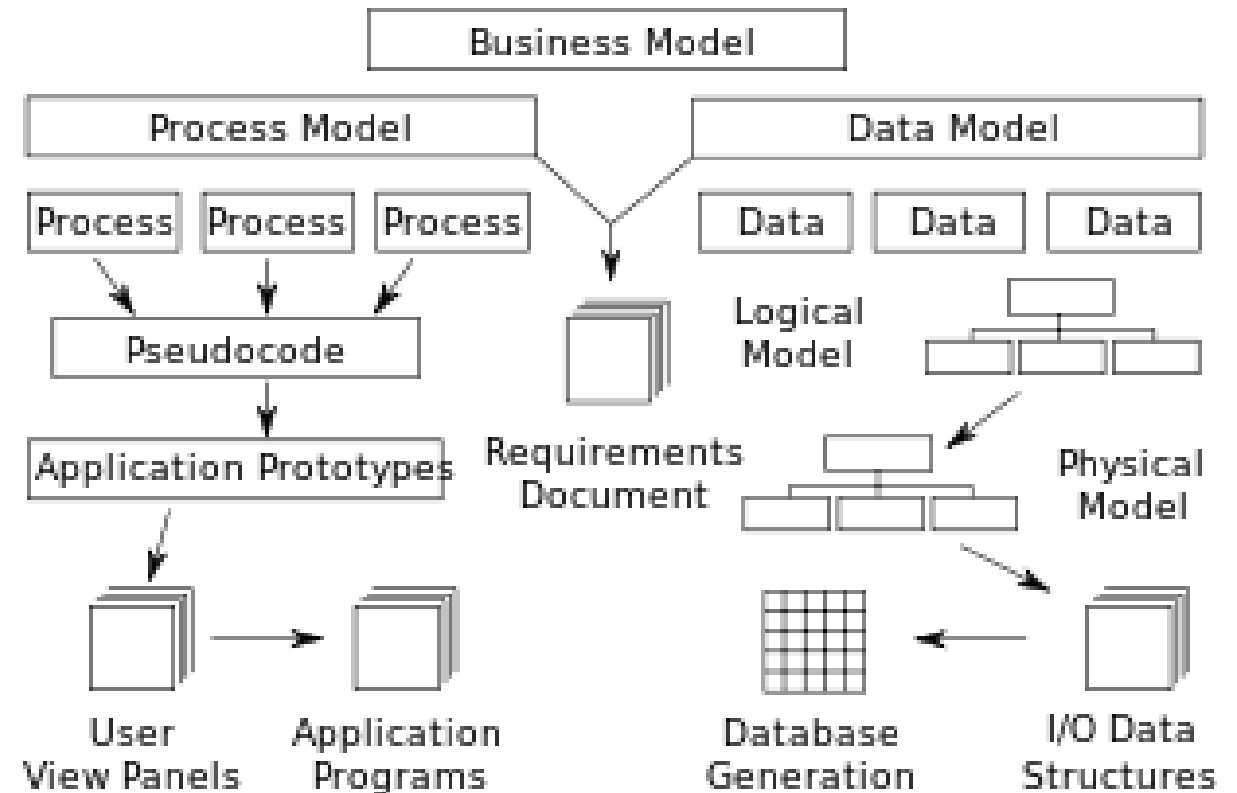 Business Model
Process Model
Data Model
Process
Process
Process
Data
Data
Data
Pseudocode
Logical
Model
Application Prototypes
Requirements
Document
Physical
Model
User
View Panels
Application
Programs
Database
Generation
I/O Data
Structures